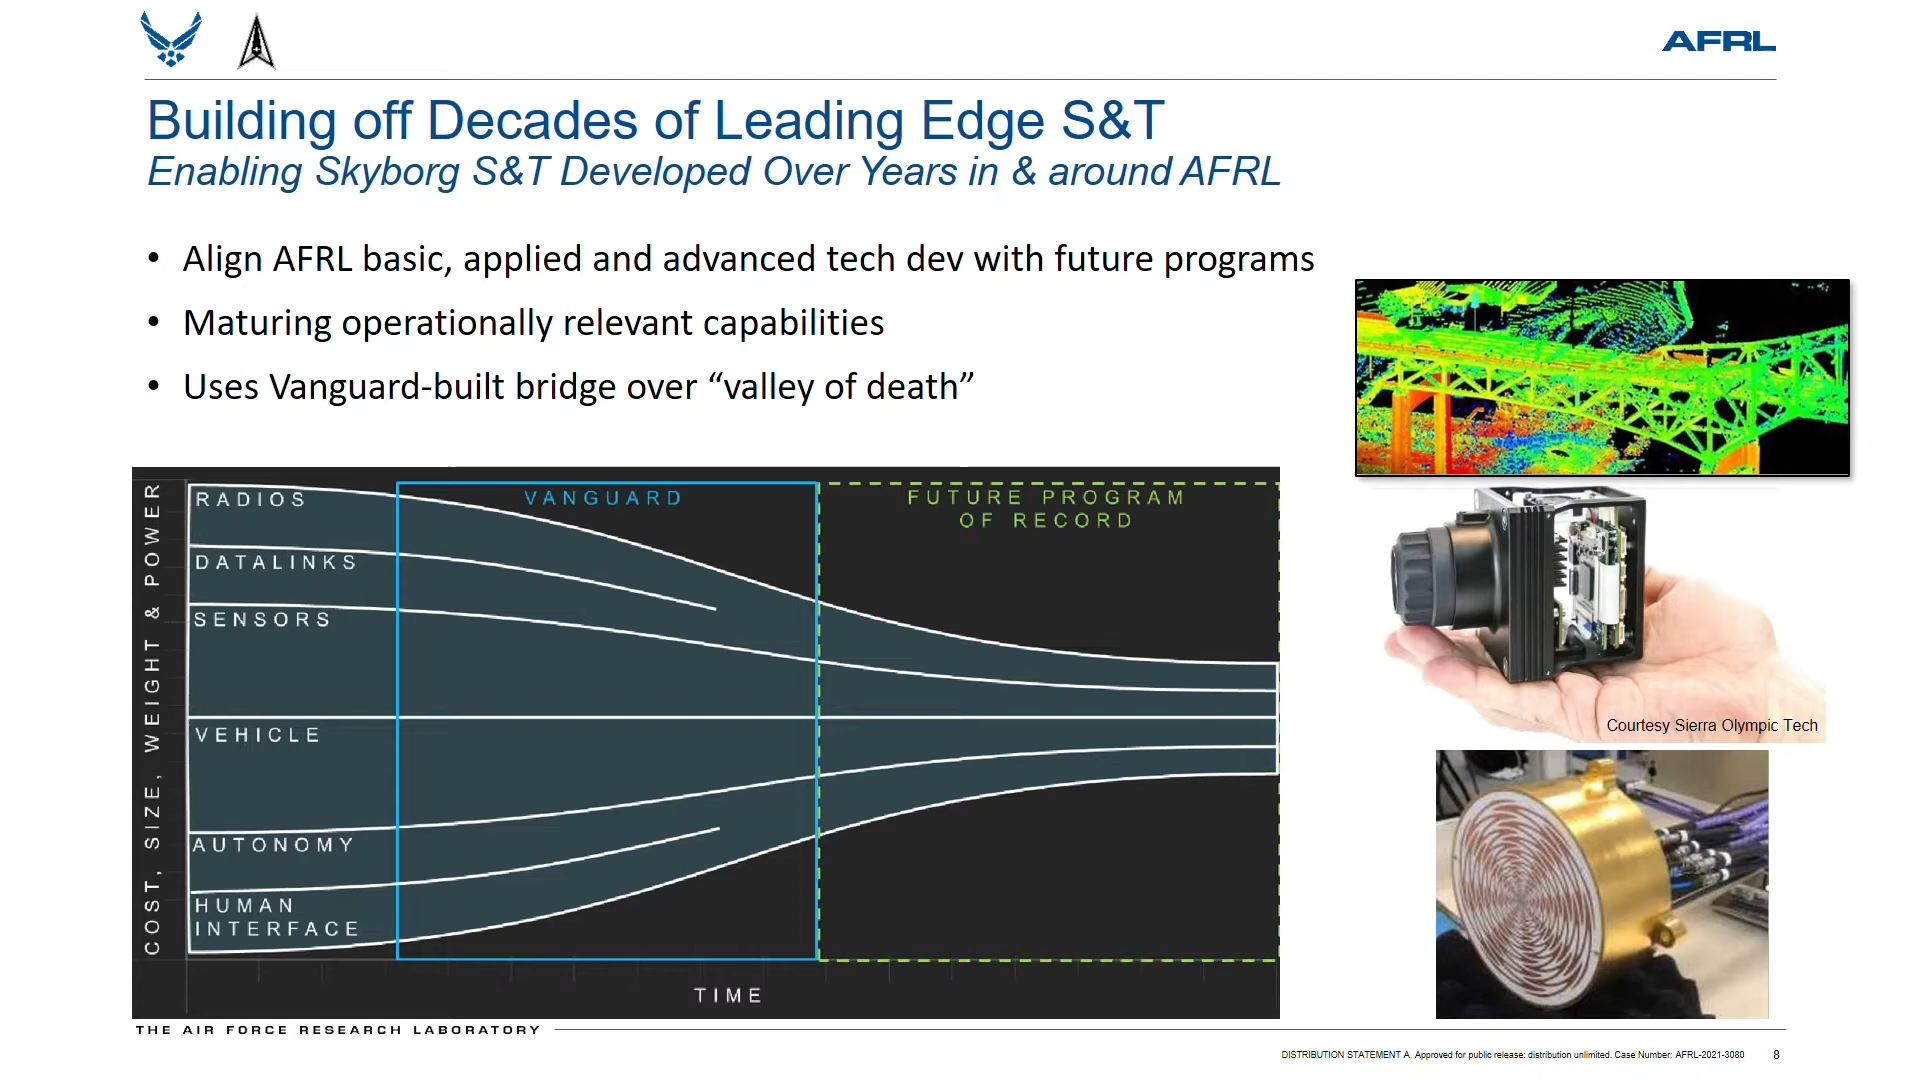 AFRL
Building off Decades of Leading Edge S&T
Enabling Skyborg S&T Developed Over Years in & around AFRL
• Align AFRL basic, applied and advanced tech dev with future programs
• Maturing operationally relevant capabilities
• Uses Vanguard-built bridge over “valley of death”
COST, SIZE, WEIGHT & POWER
RADIOS
DATALINKS
SENSORS
VEHICLE
AUTONOMY
HUMAN
INTERFACE
VANGUARD
FUTURE PROGRAM
OF RECORD
TIME
Courtesy Sierra Olympic Tech
THE AIR FORCE RESEARCH LABORATORY
DISTRIBUTION STATEMENT A. Approved for public release: distribution unlimited. Case Number: AFRL-2021-3080
8